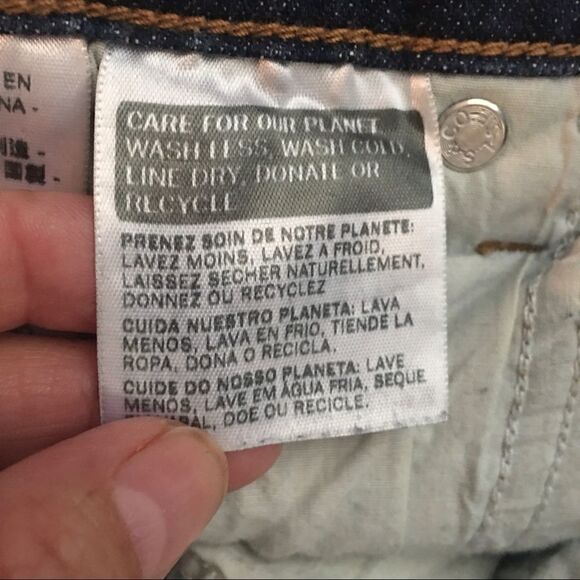 EN
NA -
CARE FOR OUR PLANET.
WASH LESS, WASH COLD,
LINE DRY, DONATE OR
RECYCLE
PRENEZ SOIN DE NOTRE PLANETE:
LAVEZ MOINS, LAVEZ A FROID,
LAISSEZ SECHER NATURELLEMENT,
DONNEZ OU RECYCLEZ
CUIDA NUESTRO PLANETA: LAVA
MENOS, LAVA EN FRIO, TIENDE LA
ROPA, DONA O RECICLA.
CUIDE DO NOSSO PLANETA: LAVE
MENOS, LAVE EM ÁGUA FRIA, SEQUE
DOE OU RECICLE.